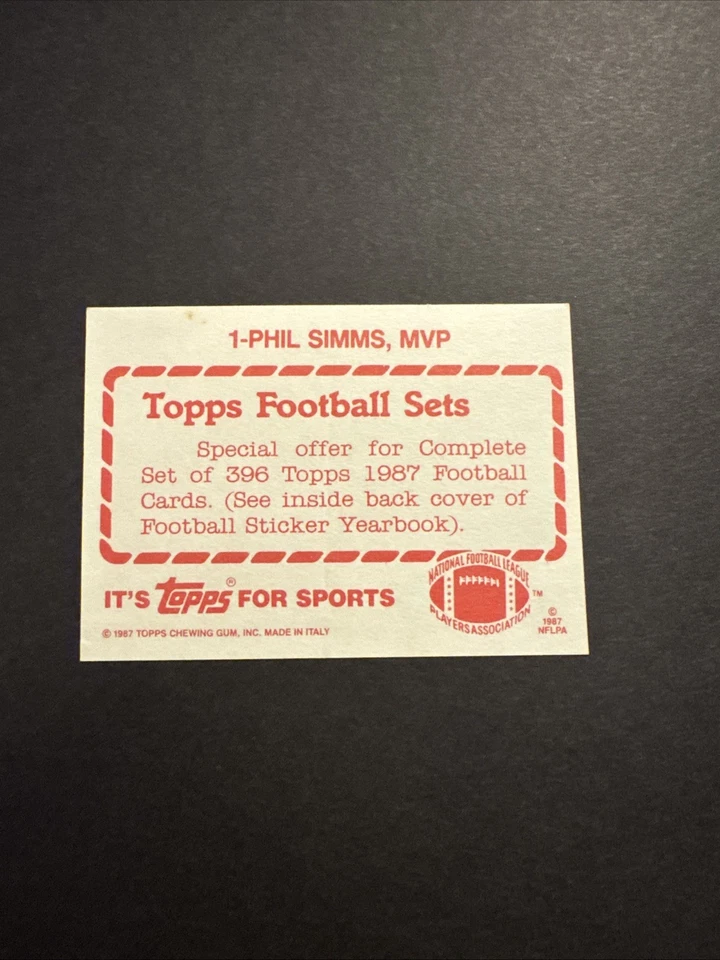 1-PHIL SIMMS, MVP
Topps Football Sets
Special offer for Complete
Set of 396 Topps 1987 Football
Cards. (See inside back cover of
Football Sticker Yearbook).
IT'S Topps® FOR SPORTS
© 1987 TOPPS CHEWING GUM, INC. MADE IN ITALY
NATIONAL FOOTBALL LEAGUE
PLAYERS ASSOCIATION
™
©
1987
NFLPA